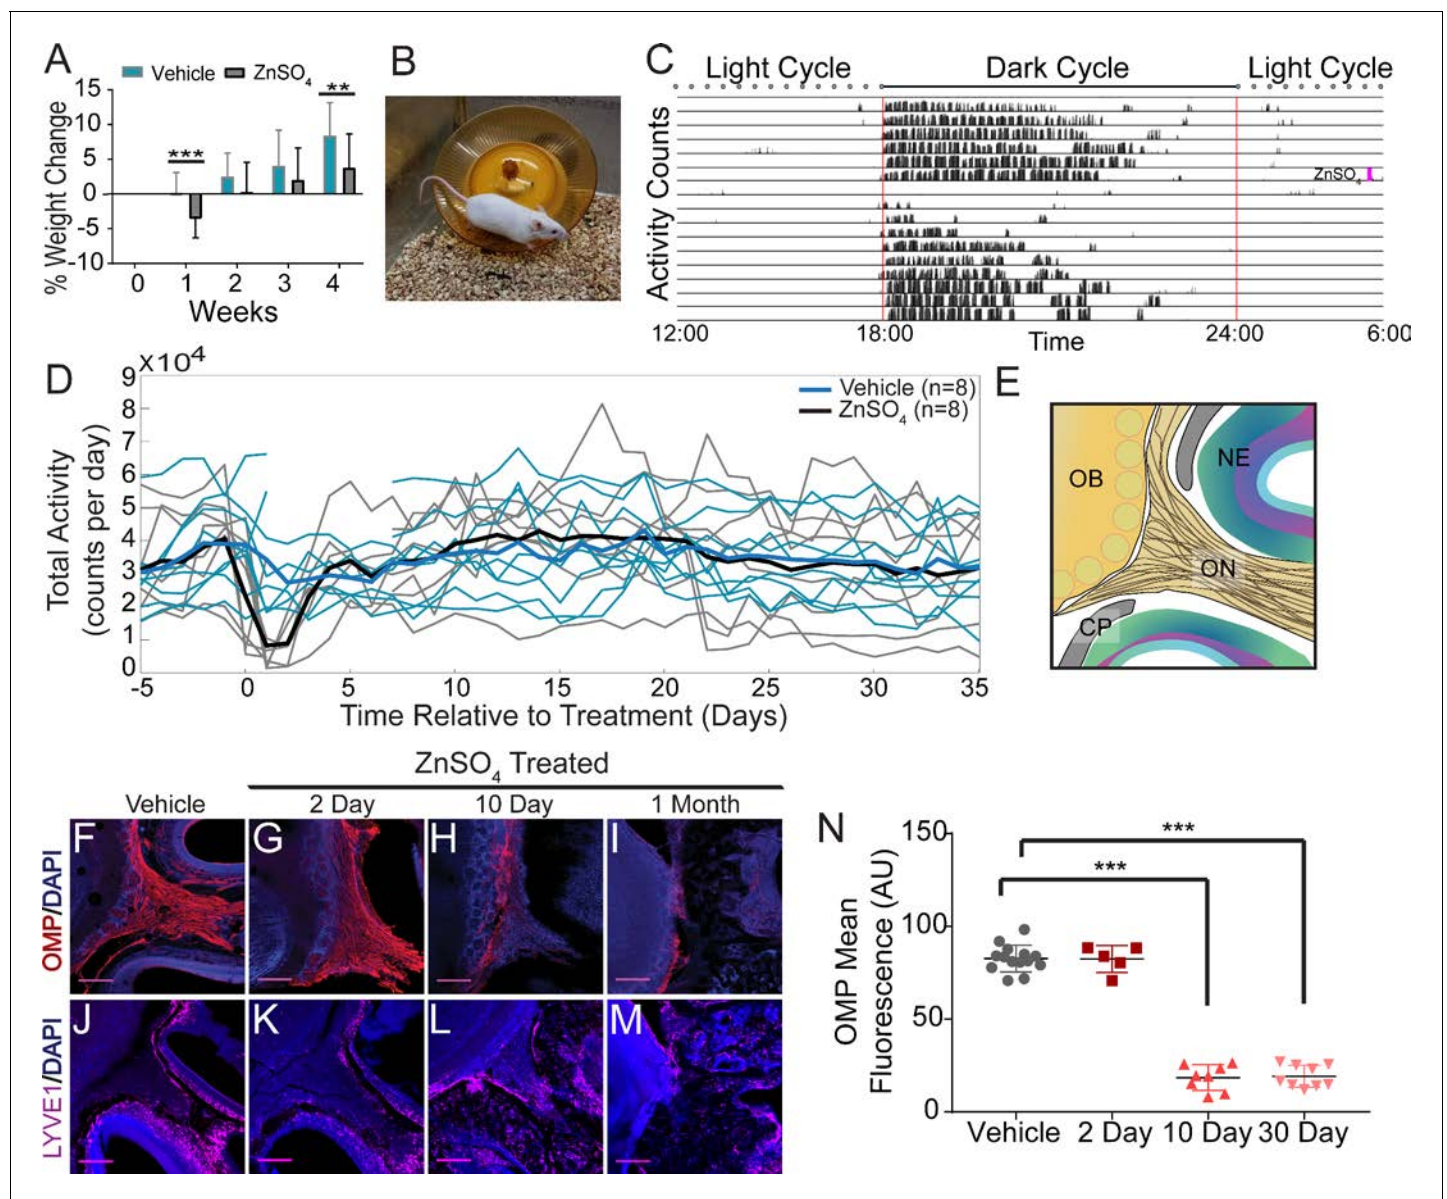 A
Vehicle ZnSO4
% Weight Change
15
10
5
0
-5
-10
0 1 2 3 4
Weeks
***
**
B
C
Light Cycle Dark Cycle Light Cycle
Activity Counts
ZnSO4
12:00 18:00 24:00 6:00
Time
D
x10^4
Total Activity
(counts per day)
9
8
7
6
5
4
3
2
1
0
Vehicle (n=8)
ZnSO4 (n=8)
-5 0 5 10 15 20 25 30 35
Time Relative to Treatment (Days)
E
OB
NE
ON
CP
ZnSO4 Treated
Vehicle 2 Day 10 Day 1 Month
OMP/DAPI
F G H I
LYVE1/DAPI
J K L M
N
OMP Mean
Fluorescence (AU)
150
100
50
0
***
***
Vehicle 2 Day 10 Day 30 Day